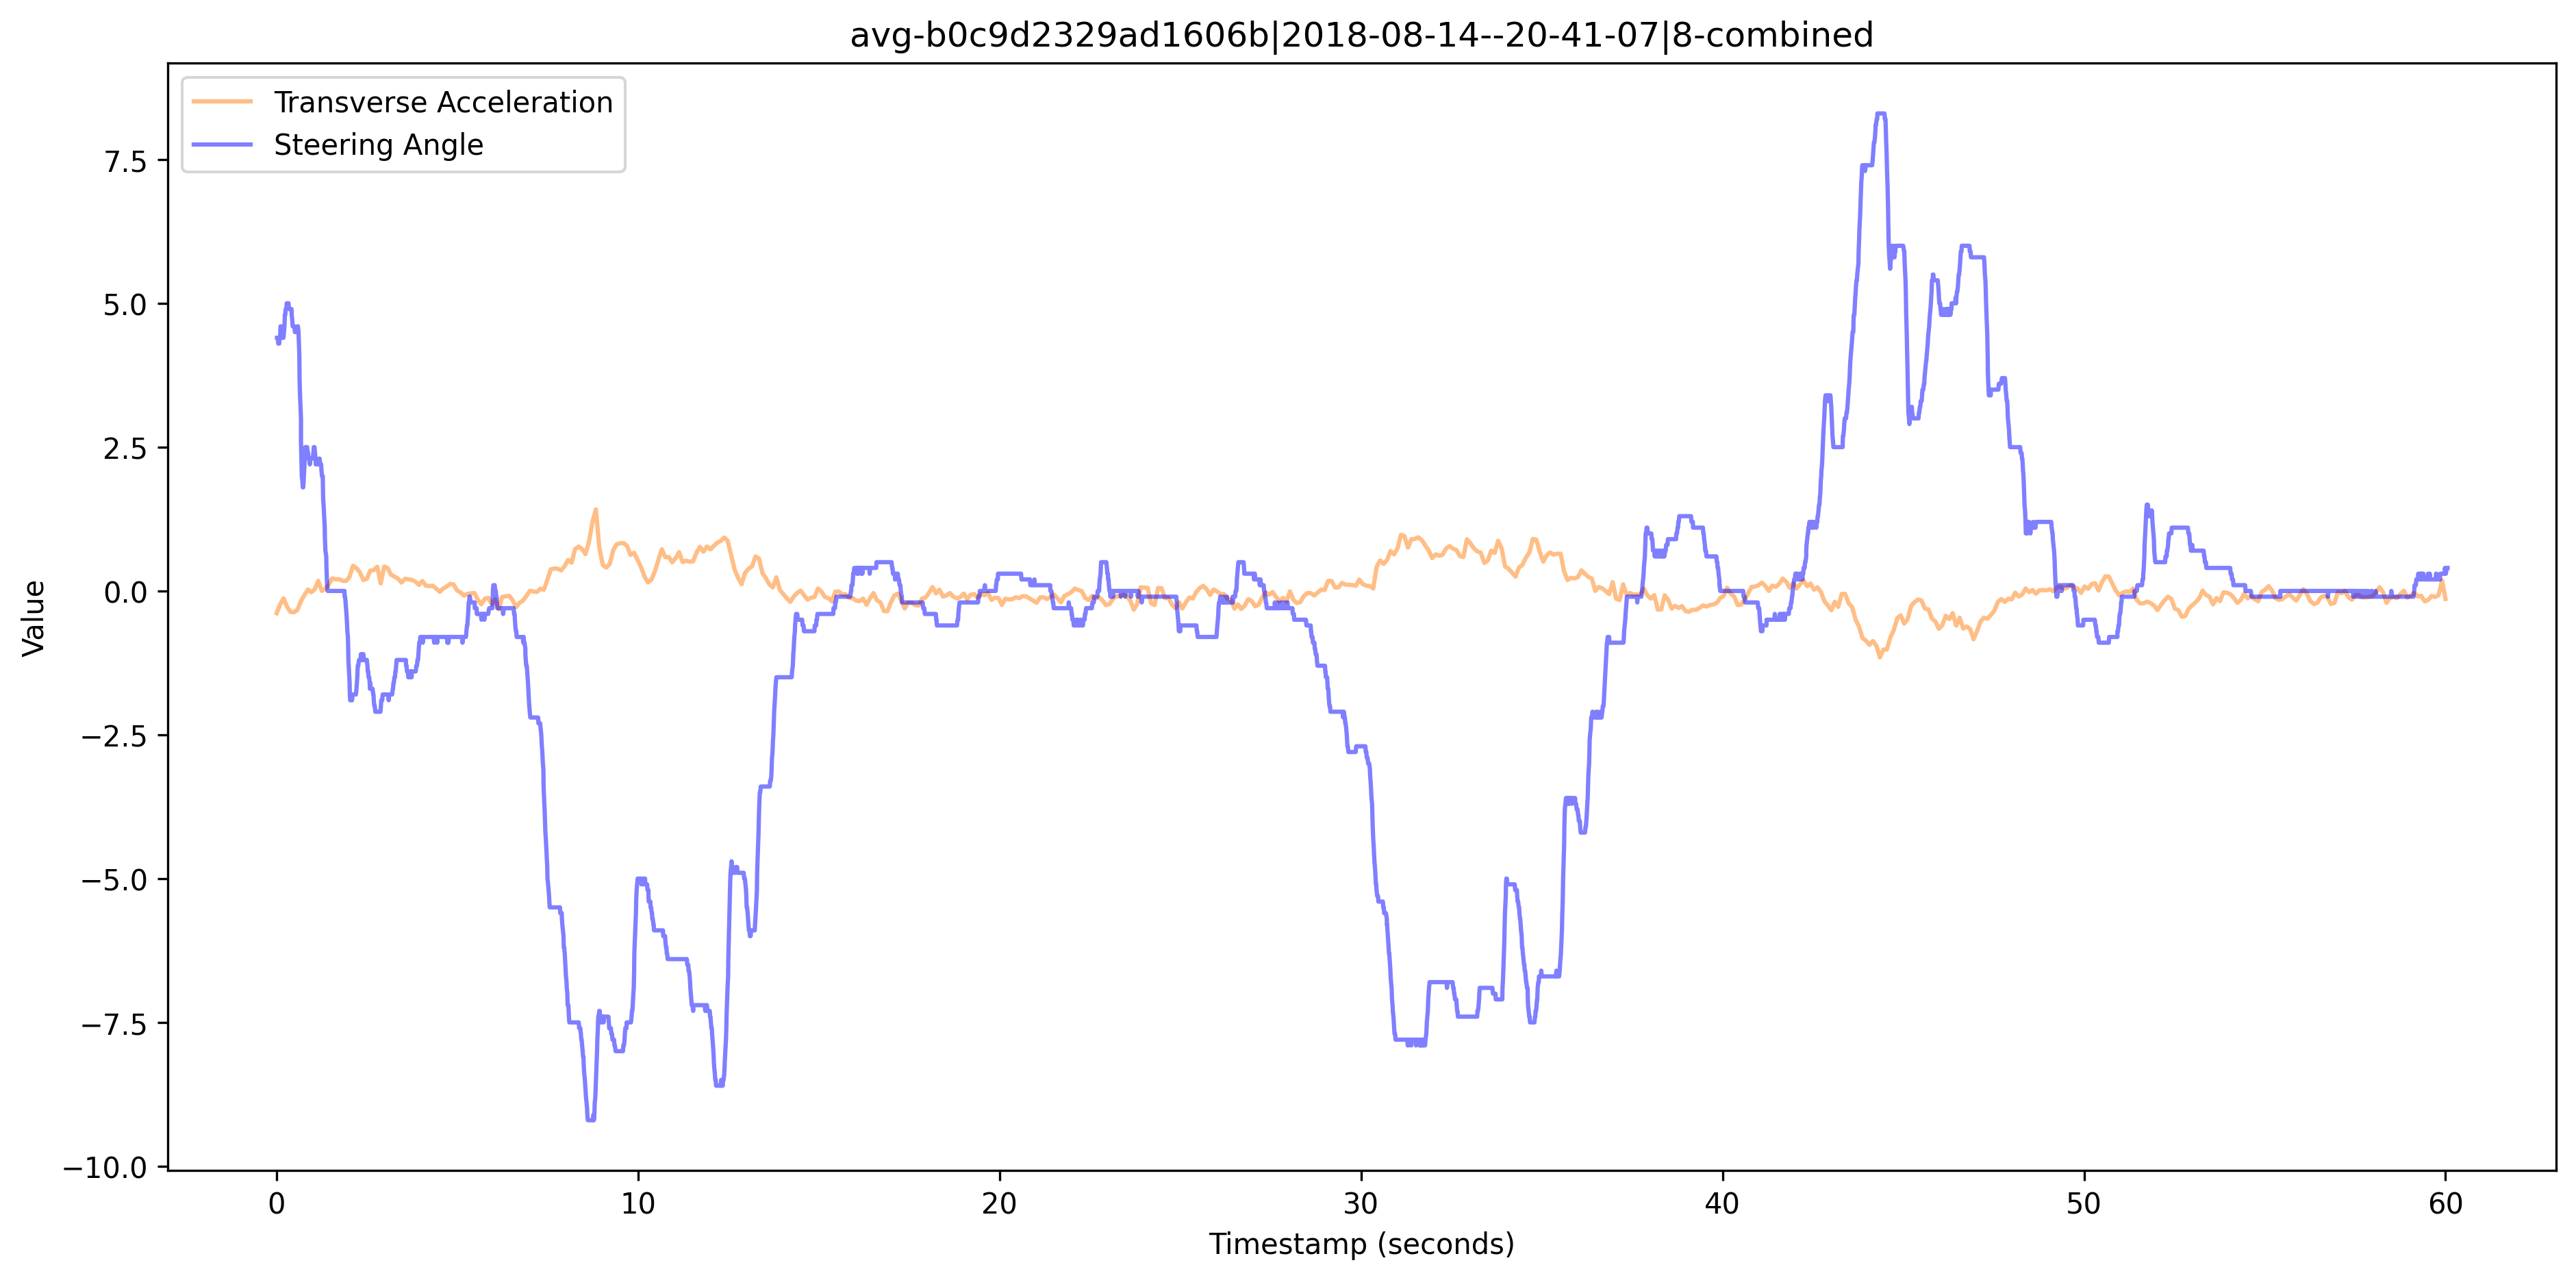 avg-b0c9d2329ad1606b|2018-08-14--20-41-07|8-combined
Transverse Acceleration
Steering Angle
Value
7.5
5.0
2.5
0.0
−2.5
−5.0
−7.5
−10.0
0 10 20 30 40 50 60
Timestamp (seconds)